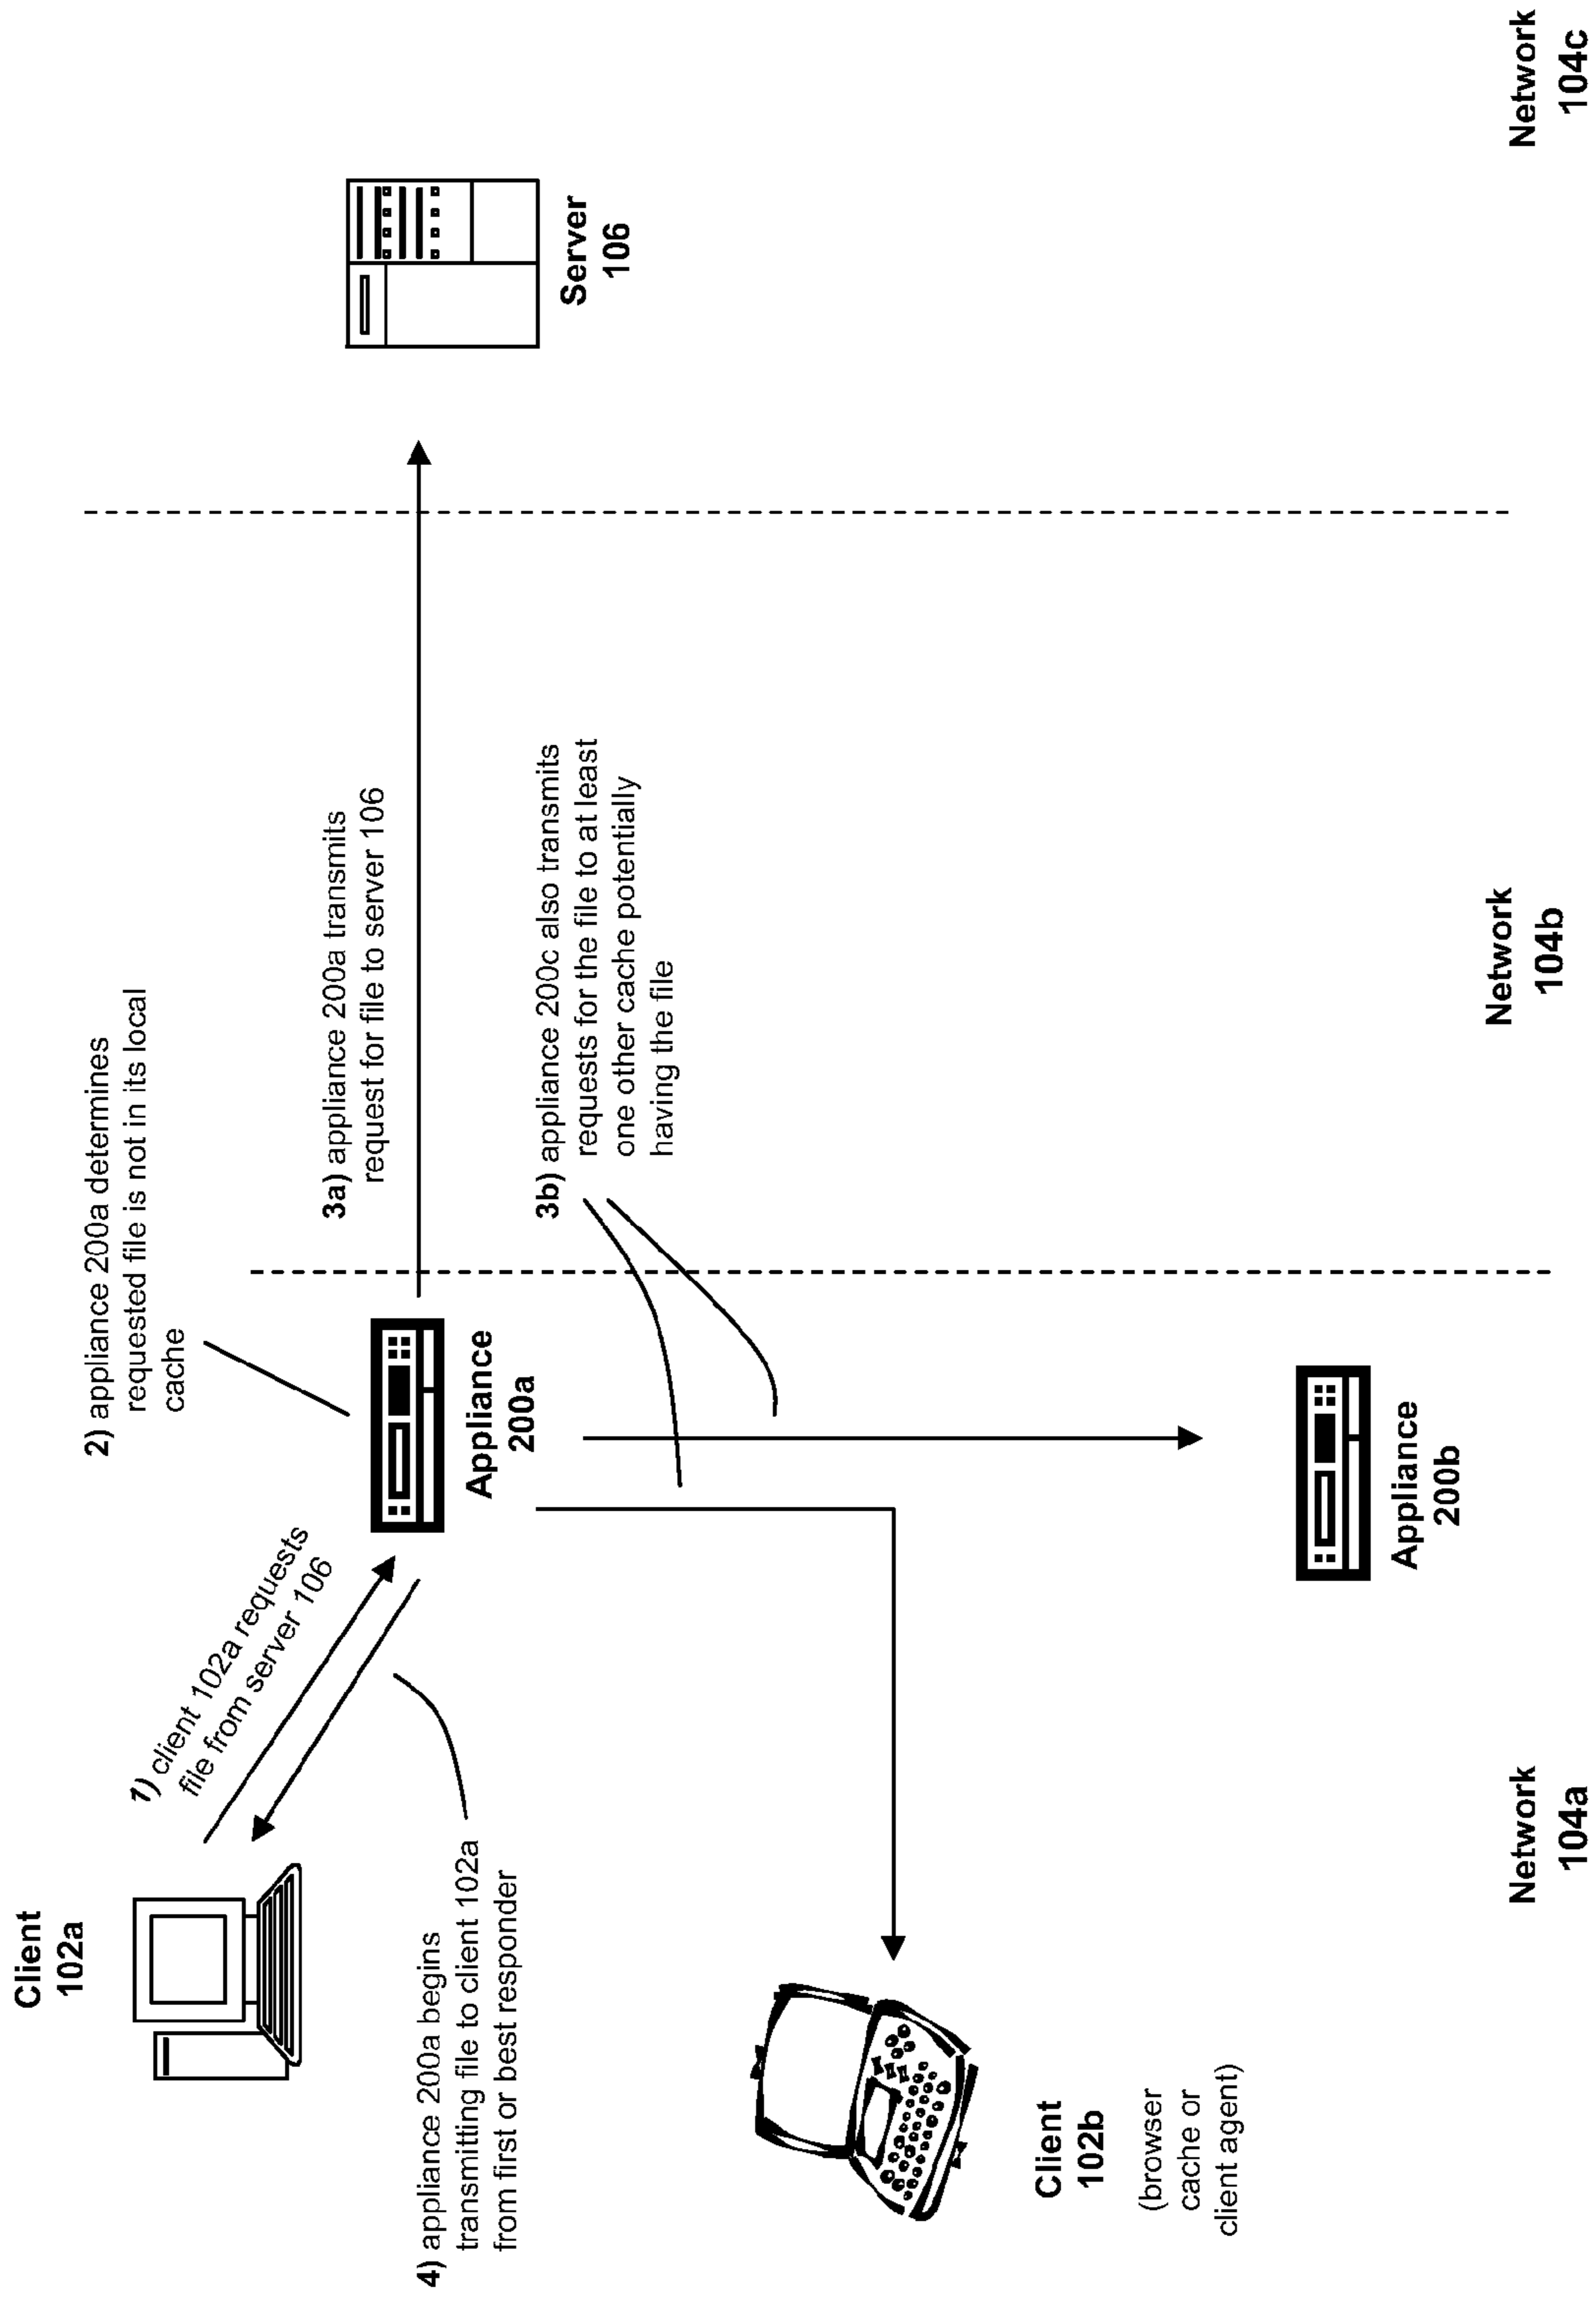 Client
102a
1) client 102a requests
file from server 106
2) appliance 200a determines
requested file is not in its local
cache
3a) appliance 200a transmits
request for file to server 106
Server
106
Appliance
200a
4) appliance 200a begins
transmitting file to client 102a
from first or best responder
3b) appliance 200c also transmits
requests for the file to at least
one other cache potentially
having the file
Client
102b
(browser
cache or
client agent)
Appliance
200b
Network
104a
Network
104b
Network
104c